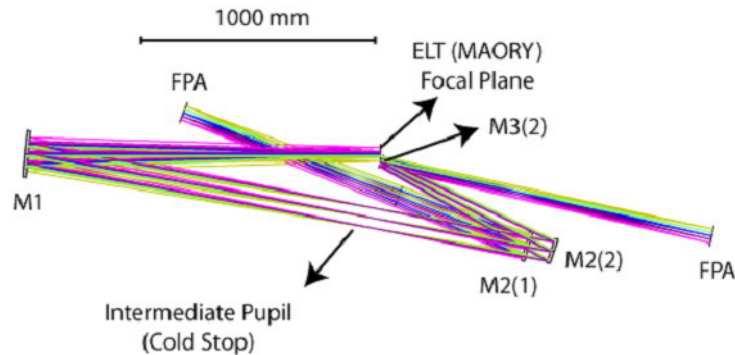 1000 mm
ELT (MAORY)
Focal Plane
FPA
M3(2)
M1
M2(1)
M2(2)
FPA
Intermediate Pupil
(Cold Stop)